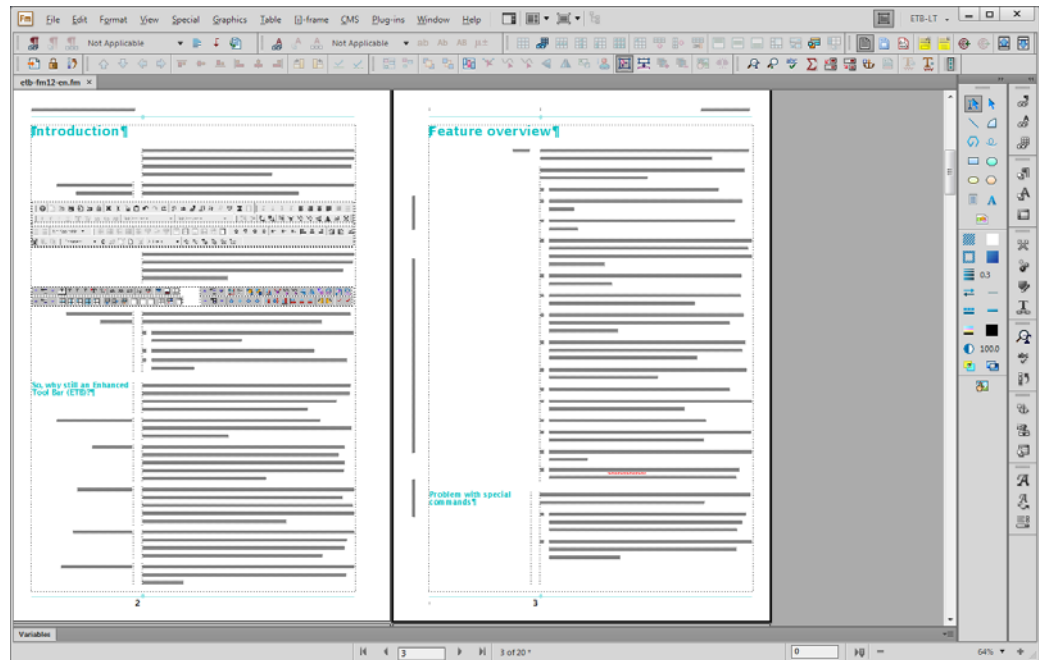 Fm File Edit Format View Special Graphics Table D-frame CMS Plug-ins Window Help ETB-LT
Not Applicable Not Applicable
etb-fm12-en.fm ×
Introduction¶
So, why still an Enhanced
Tool Bar (ETB)?¶
2
Feature overview¶
Problem with special
commands¶
3
0.3
100.0
Variables
3 3 of 20 * 0 64%